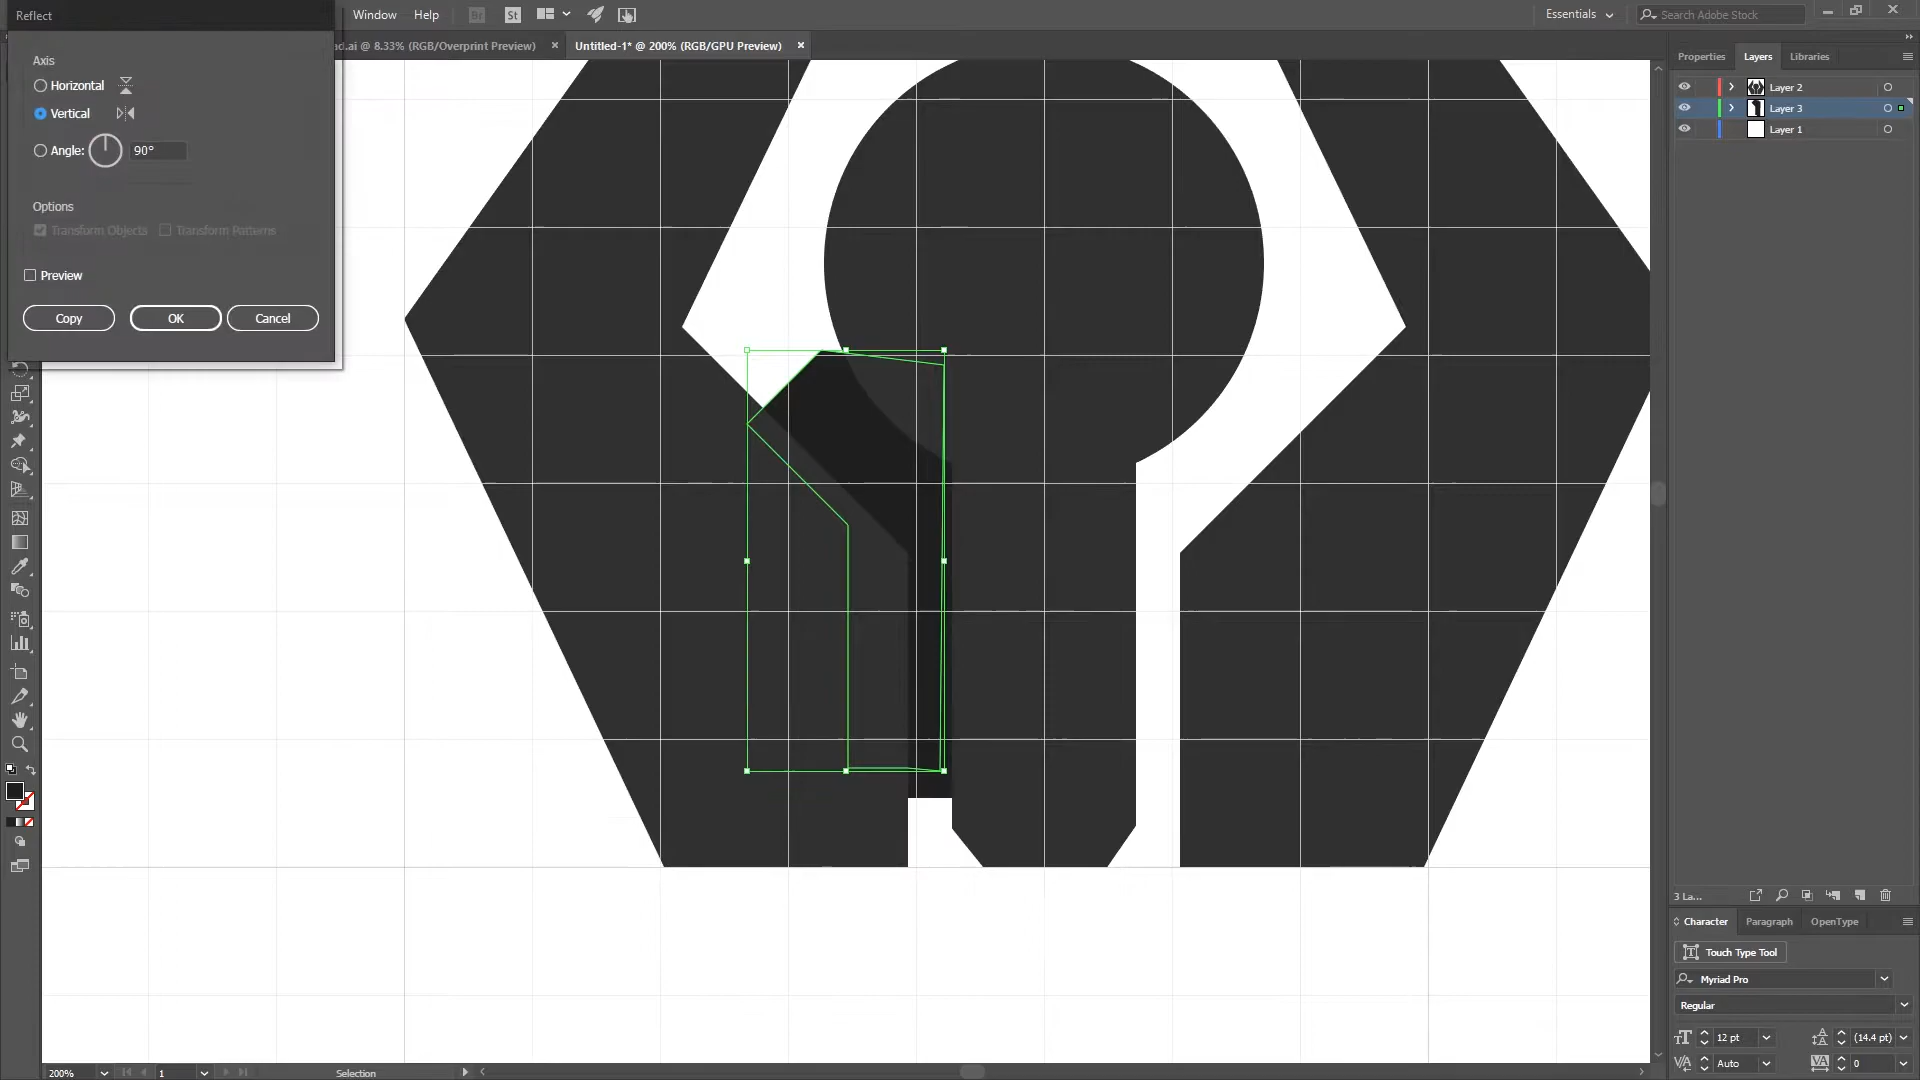 Reflect
Window
Help
Br
St
Essentials
Search Adobe Stock
d.ai @ 8.33% (RGB/Overprint Preview)
Untitled-1* @ 200% (RGB/GPU Preview)
Axis
Horizontal
Vertical
Angle:
90°
Options
Transform Objects
Transform Patterns
Preview
Copy
OK
Cancel
Properties
Layers
Libraries
Layer 2
Layer 3
Layer 1
3 La...
Character
Paragraph
OpenType
Touch Type Tool
Myriad Pro
Regular
12 pt
(14.4 pt)
Auto
0
200%
1
Selection